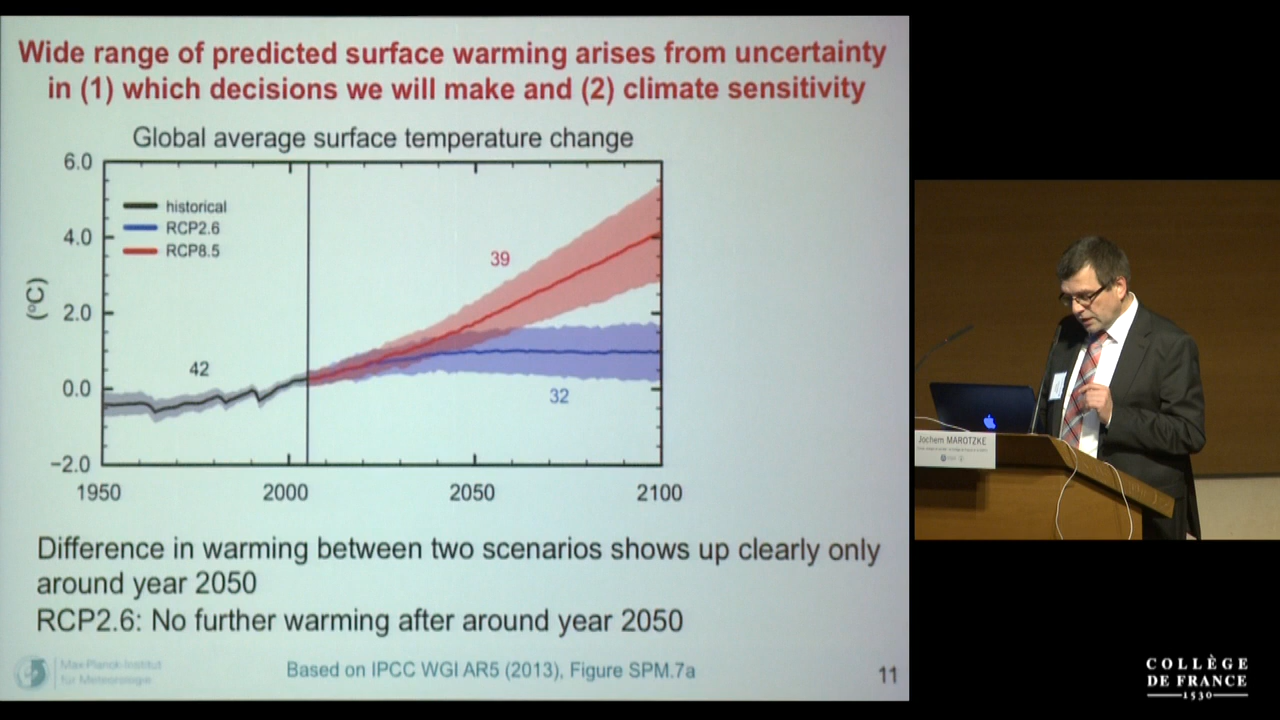 Wide range of predicted surface warming arises from uncertainty
in (1) which decisions we will make and (2) climate sensitivity
Global average surface temperature change
6.0
4.0
2.0
0.0
−2.0
(°C)
historical
RCP2.6
RCP8.5
39
42
32
1950
2000
2050
2100
Difference in warming between two scenarios shows up clearly only
around year 2050
RCP2.6: No further warming after around year 2050
Max-Planck-Institut
für Meteorologie
Based on IPCC WGI AR5 (2013), Figure SPM.7a
11
Jochem MAROTZKE
COLLÈGE
DE FRANCE
1530